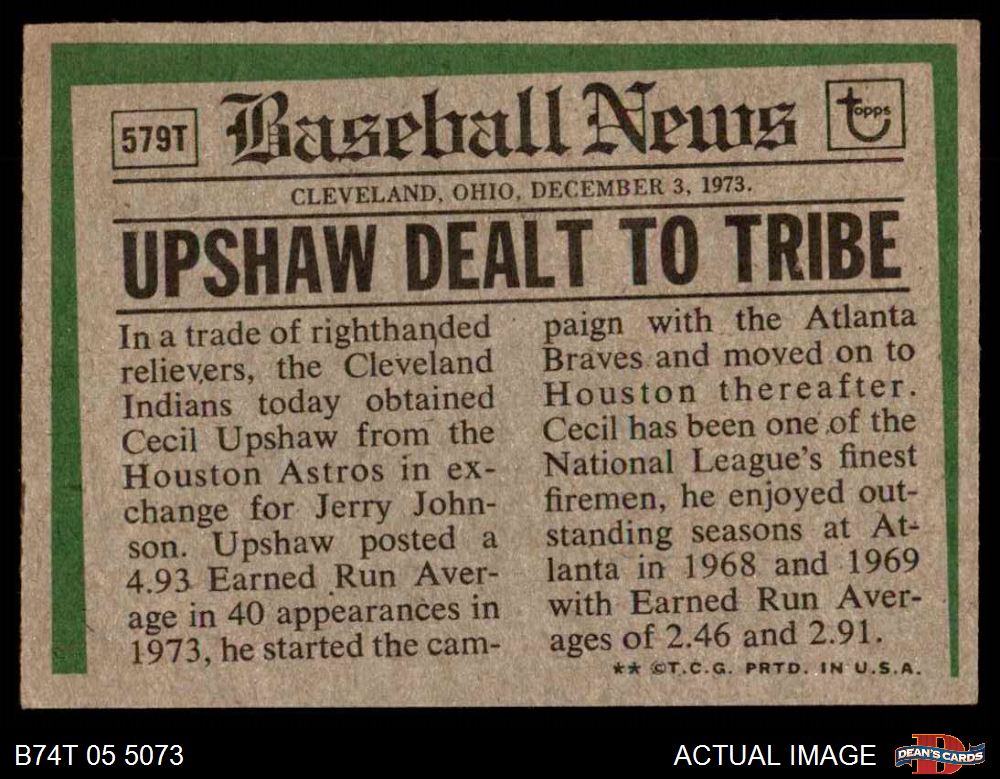 579T
Baseball News
topps
CLEVELAND, OHIO, DECEMBER 3, 1973.
UPSHAW DEALT TO TRIBE
In a trade of righthanded
relievers, the Cleveland
Indians today obtained
Cecil Upshaw from the
Houston Astros in ex-
change for Jerry John-
son. Upshaw posted a
4.93 Earned Run Aver-
age in 40 appearances in
1973, he started the cam-
paign with the Atlanta
Braves and moved on to
Houston thereafter.
Cecil has been one of the
National League's finest
firemen, he enjoyed out-
standing seasons at At-
lanta in 1968 and 1969
with Earned Run Aver-
ages of 2.46 and 2.91.
** ©T.C.G. PRTD. IN U.S.A.
B74T 05 5073
ACTUAL IMAGE
DEAN'S CARDS